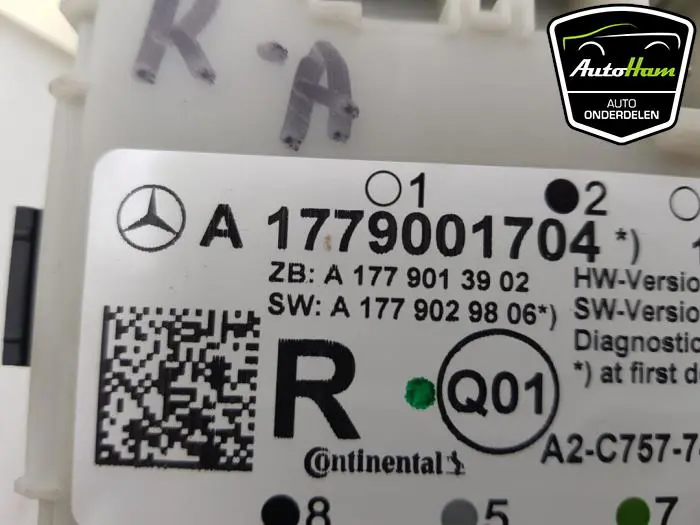 R-A
AutoHam
AUTO
ONDERDELEN
1 2
A 1779001704 *)
ZB: A 177 901 39 02
SW: A 177 902 98 06*)
HW-Versio
SW-Versio
Diagnostic
*) at first d
R
Q01
Continental
A2-C757-7
8 5 7